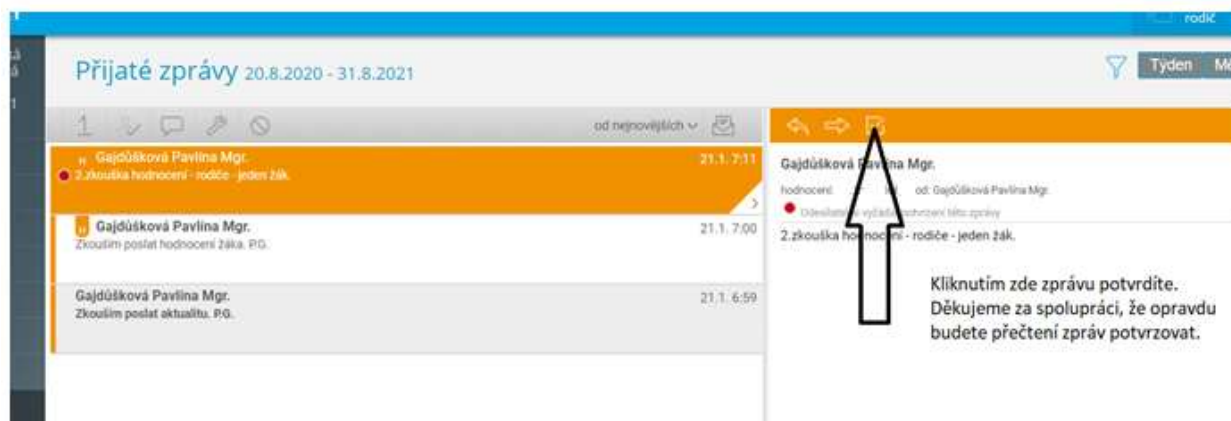 rodič
Přijaté zprávy 20.8.2020 - 31.8.2021
Týden
od nejnovějších
Gajdůšková Pavlína Mgr. 21.1. 7:11
2.zkouška hodnocení - rodiče - jeden žák.
Gajdůšková Pavlína Mgr. 21.1. 7:00
Zkouším poslat hodnocení žáka. P.G.
Gajdůšková Pavlína Mgr. 21.1. 6:59
Zkouším poslat aktualitu. P.G.
Gajdůšková Mgr.
hodnocení: od: Gajdůšková Pavlína Mgr.
této zprávy
2.zkouška - rodiče - jeden žák.
Kliknutím zde zprávu potvrdíte.
Děkujeme za spolupráci, že opravdu
budete přečtení zpráv potvrzovat.